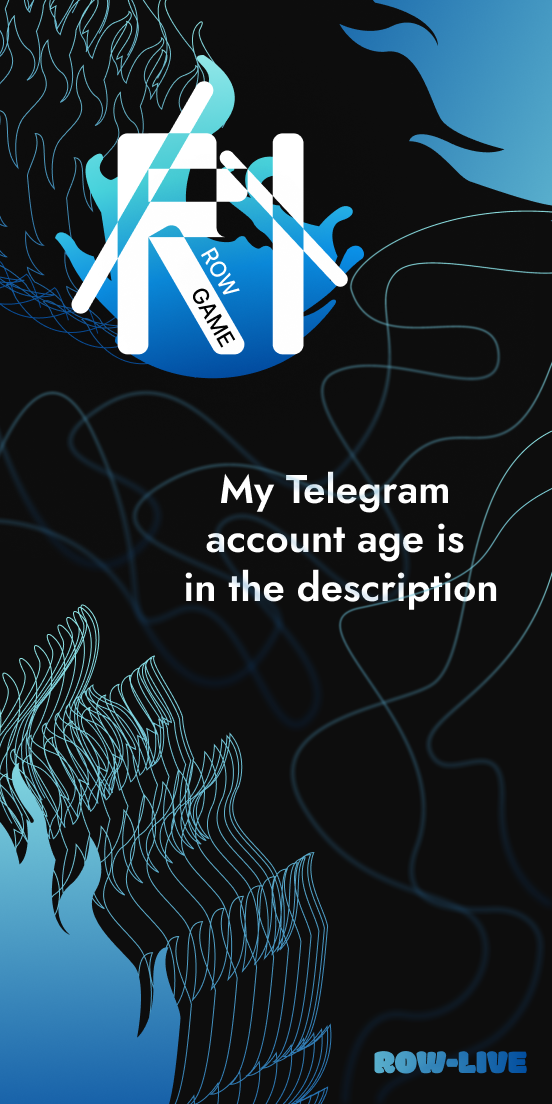 ROW
GAME
My Telegram
account age is
in the description
ROW-LIVE